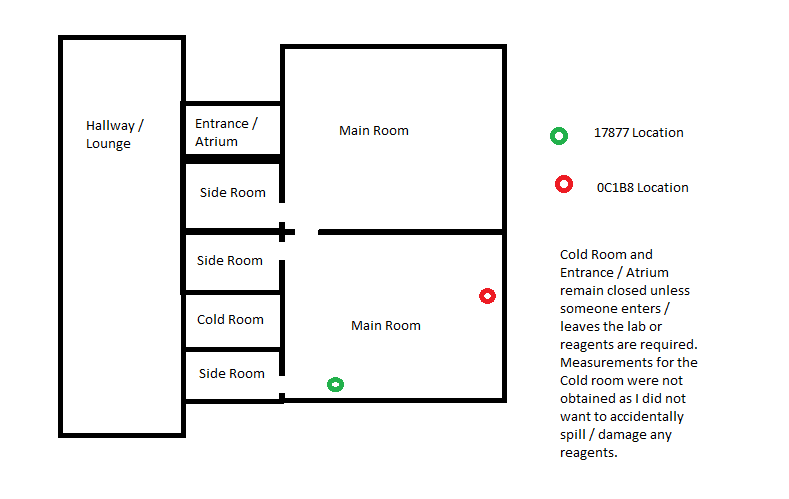 Hallway /
Lounge
Entrance /
Atrium
Main Room
Side Room
Side Room
Cold Room
Side Room
Main Room
17877 Location
0C1B8 Location
Cold Room and
Entrance / Atrium
remain closed unless
someone enters /
leaves the lab or
reagents are required.
Measurements for the
Cold room were not
obtained as I did not
want to accidentally
spill / damage any
reagents.